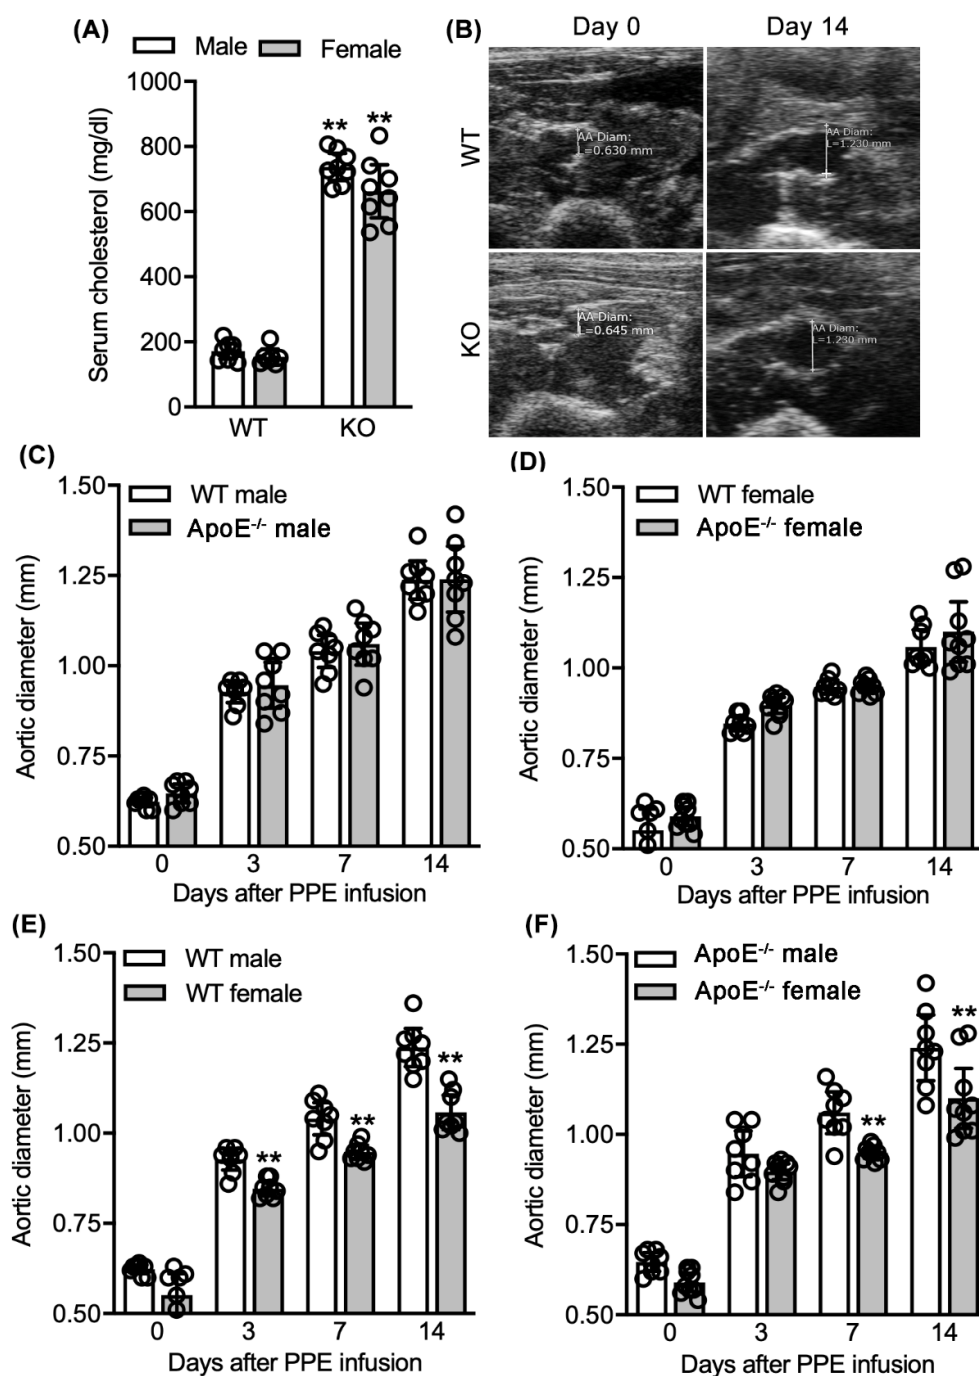 (A)
Male Female
Serum cholesterol (mg/dl)
1000
800
600
400
200
0
** **
WT KO
(B)
Day 0 Day 14
WT
AA Diam:
L=0.630 mm
AA Diam:
L=1.230 mm
KO
AA Diam:
L=0.645 mm
AA Diam:
L=1.230 mm
(C)
WT male
ApoE-/- male
Aortic diameter (mm)
1.50
1.25
1.00
0.75
0.50
0 3 7 14
Days after PPE infusion
(D)
WT female
ApoE-/- female
Aortic diameter (mm)
1.50
1.25
1.00
0.75
0.50
0 3 7 14
Days after PPE infusion
(E)
WT male
WT female
Aortic diameter (mm)
1.50
1.25
1.00
0.75
0.50
** ** **
0 3 7 14
Days after PPE infusion
(F)
ApoE-/- male
ApoE-/- female
Aortic diameter (mm)
1.50
1.25
1.00
0.75
0.50
** **
0 3 7 14
Days after PPE infusion